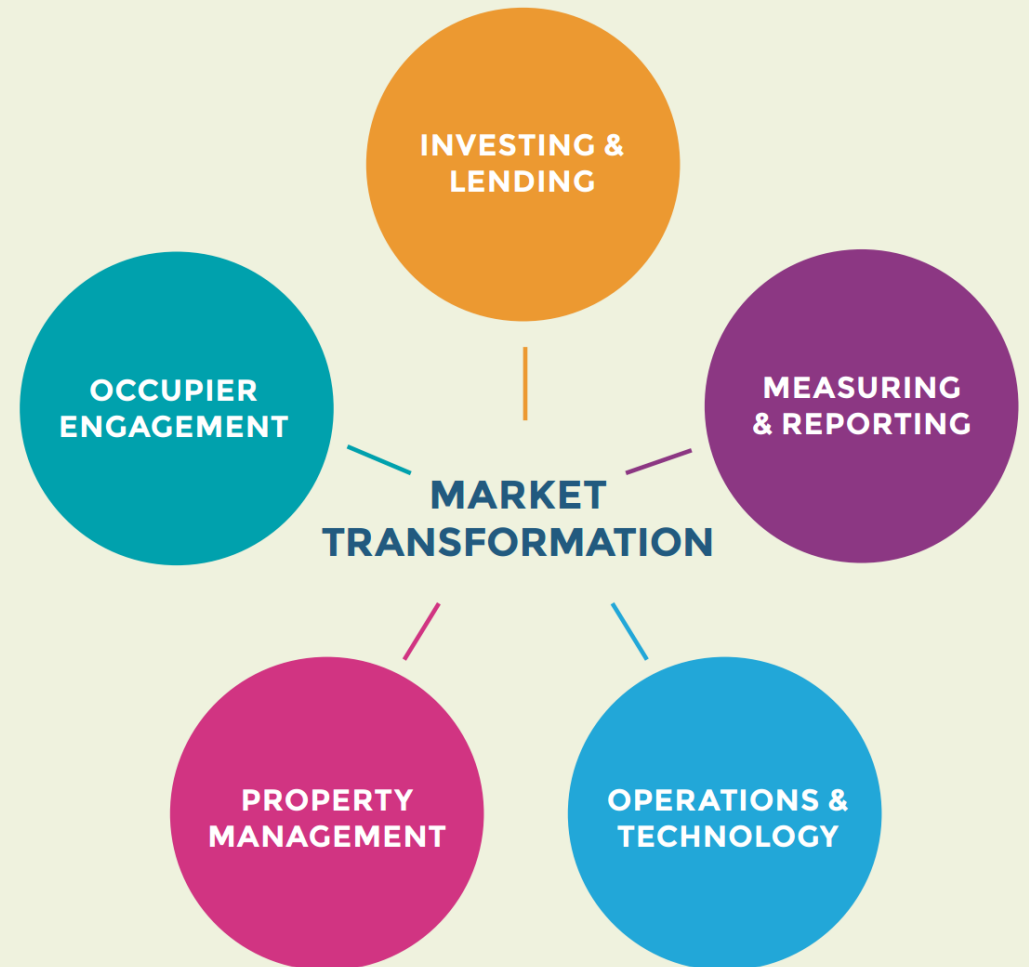 INVESTING &
LENDING
OCCUPIER
ENGAGEMENT
MEASURING
& REPORTING
MARKET
TRANSFORMATION
PROPERTY
MANAGEMENT
OPERATIONS &
TECHNOLOGY